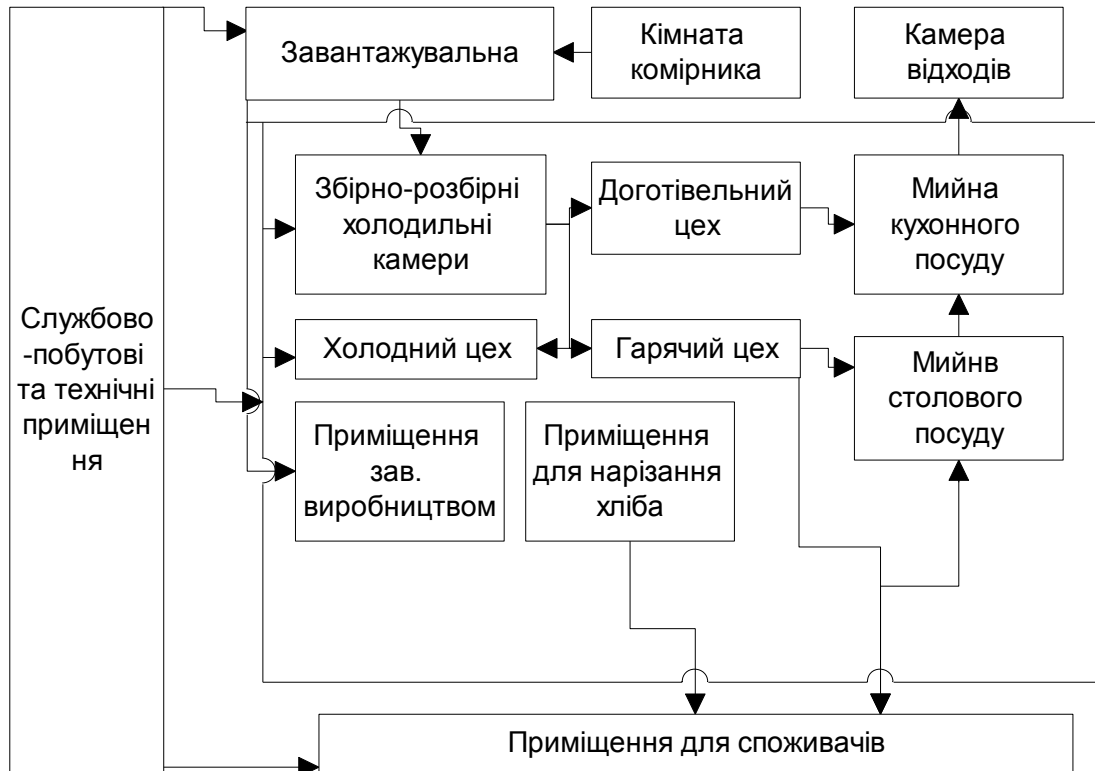 Завантажувальна
Кімната
комірника
Камера
відходів
Збірно-розбірні
холодильні
камери
Доготівельний
цех
Мийна
кухонного
посуду
Службово
-побутові
та технічні
приміщен
ня
Холодний цех
Гарячий цех
Мийнв
столового
посуду
Приміщення
зав.
виробництвом
Приміщення
для нарізання
хліба
Приміщення для споживачів